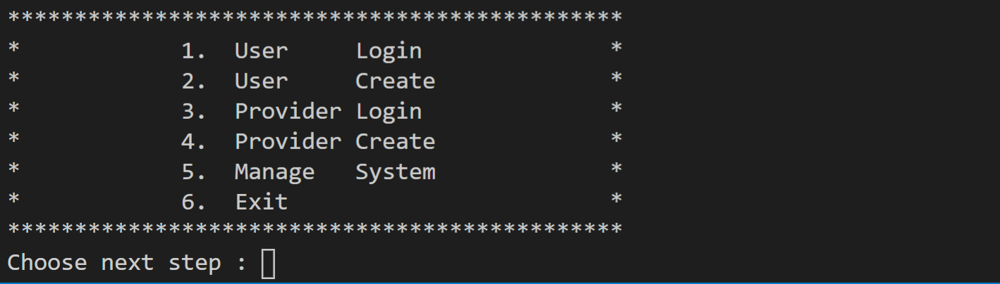 **********************************************
*            1.  User     Login              *
*            2.  User     Create             *
*            3.  Provider Login              *
*            4.  Provider Create             *
*            5.  Manage   System             *
*            6.  Exit                        *
**********************************************
Choose next step :